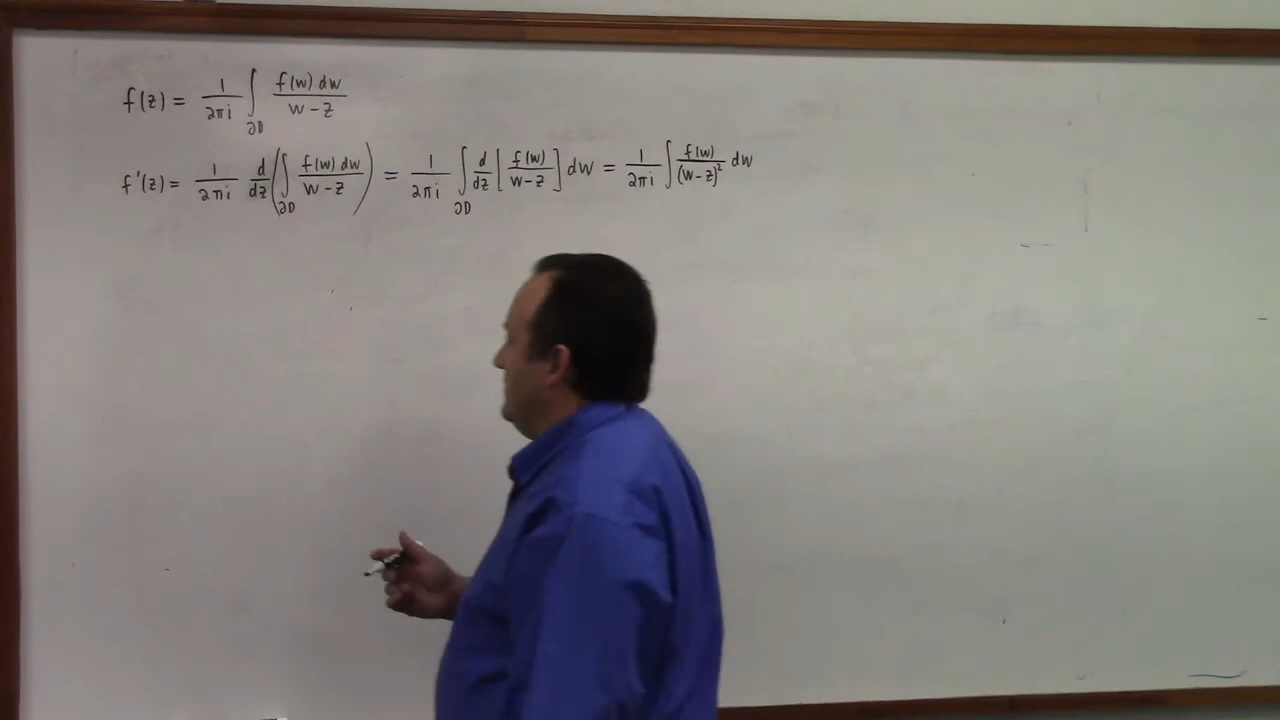 f(z) = 1/2πi ∫_∂D f(w) dw / w - z
f'(z) = 1/2πi d/dz (∫_∂D f(w) dw / w - z) = 1/2πi ∫_∂D d/dz [f(w) / w - z] dw = 1/2πi ∫ f(w) / (w - z)² dw